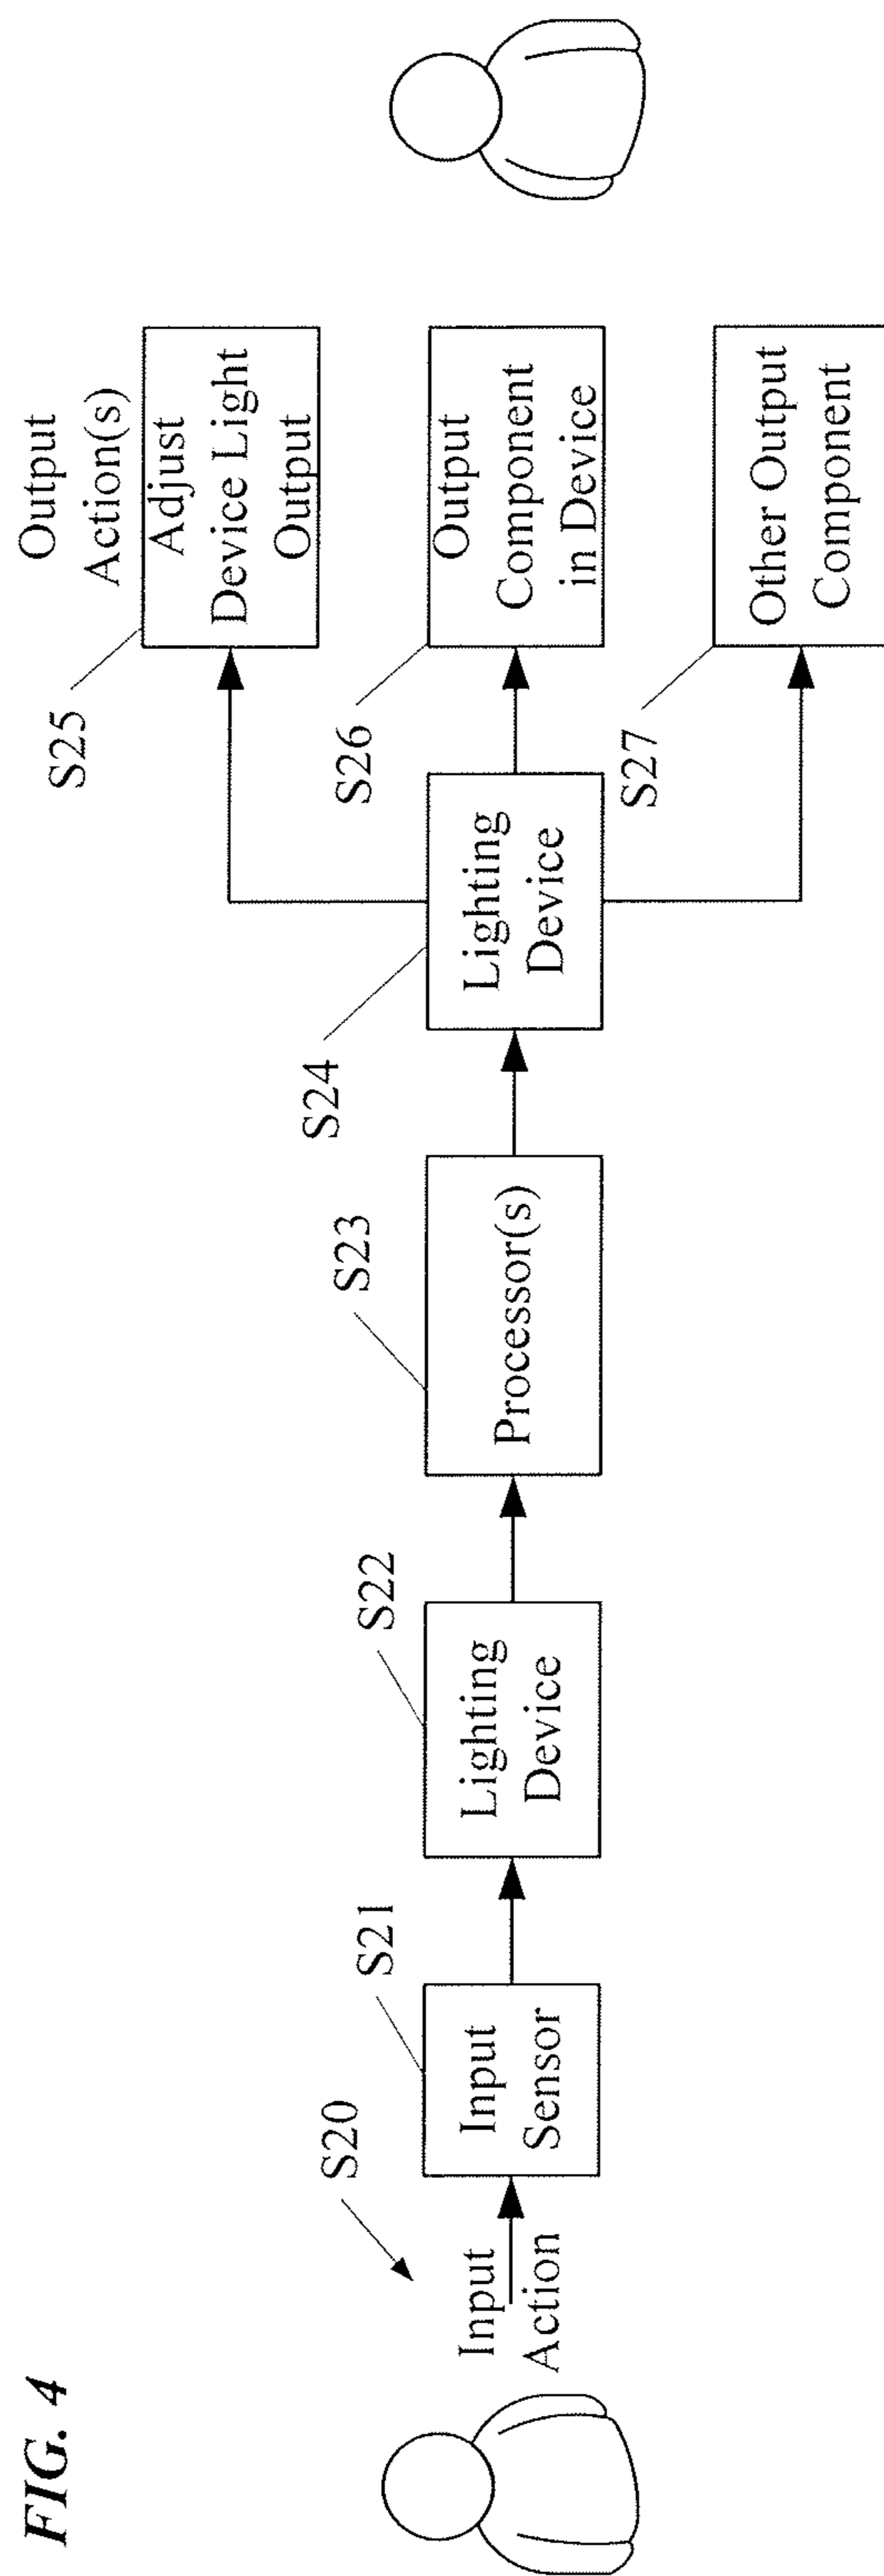 FIG. 4
Input
Action
S20
S21
Input
Sensor
S22
Lighting
Device
S23
Processor(s)
S24
Lighting
Device
Output
Action(s)
S25
Adjust
Device Light
Output
S26
Output
Component
in Device
S27
Other Output
Component